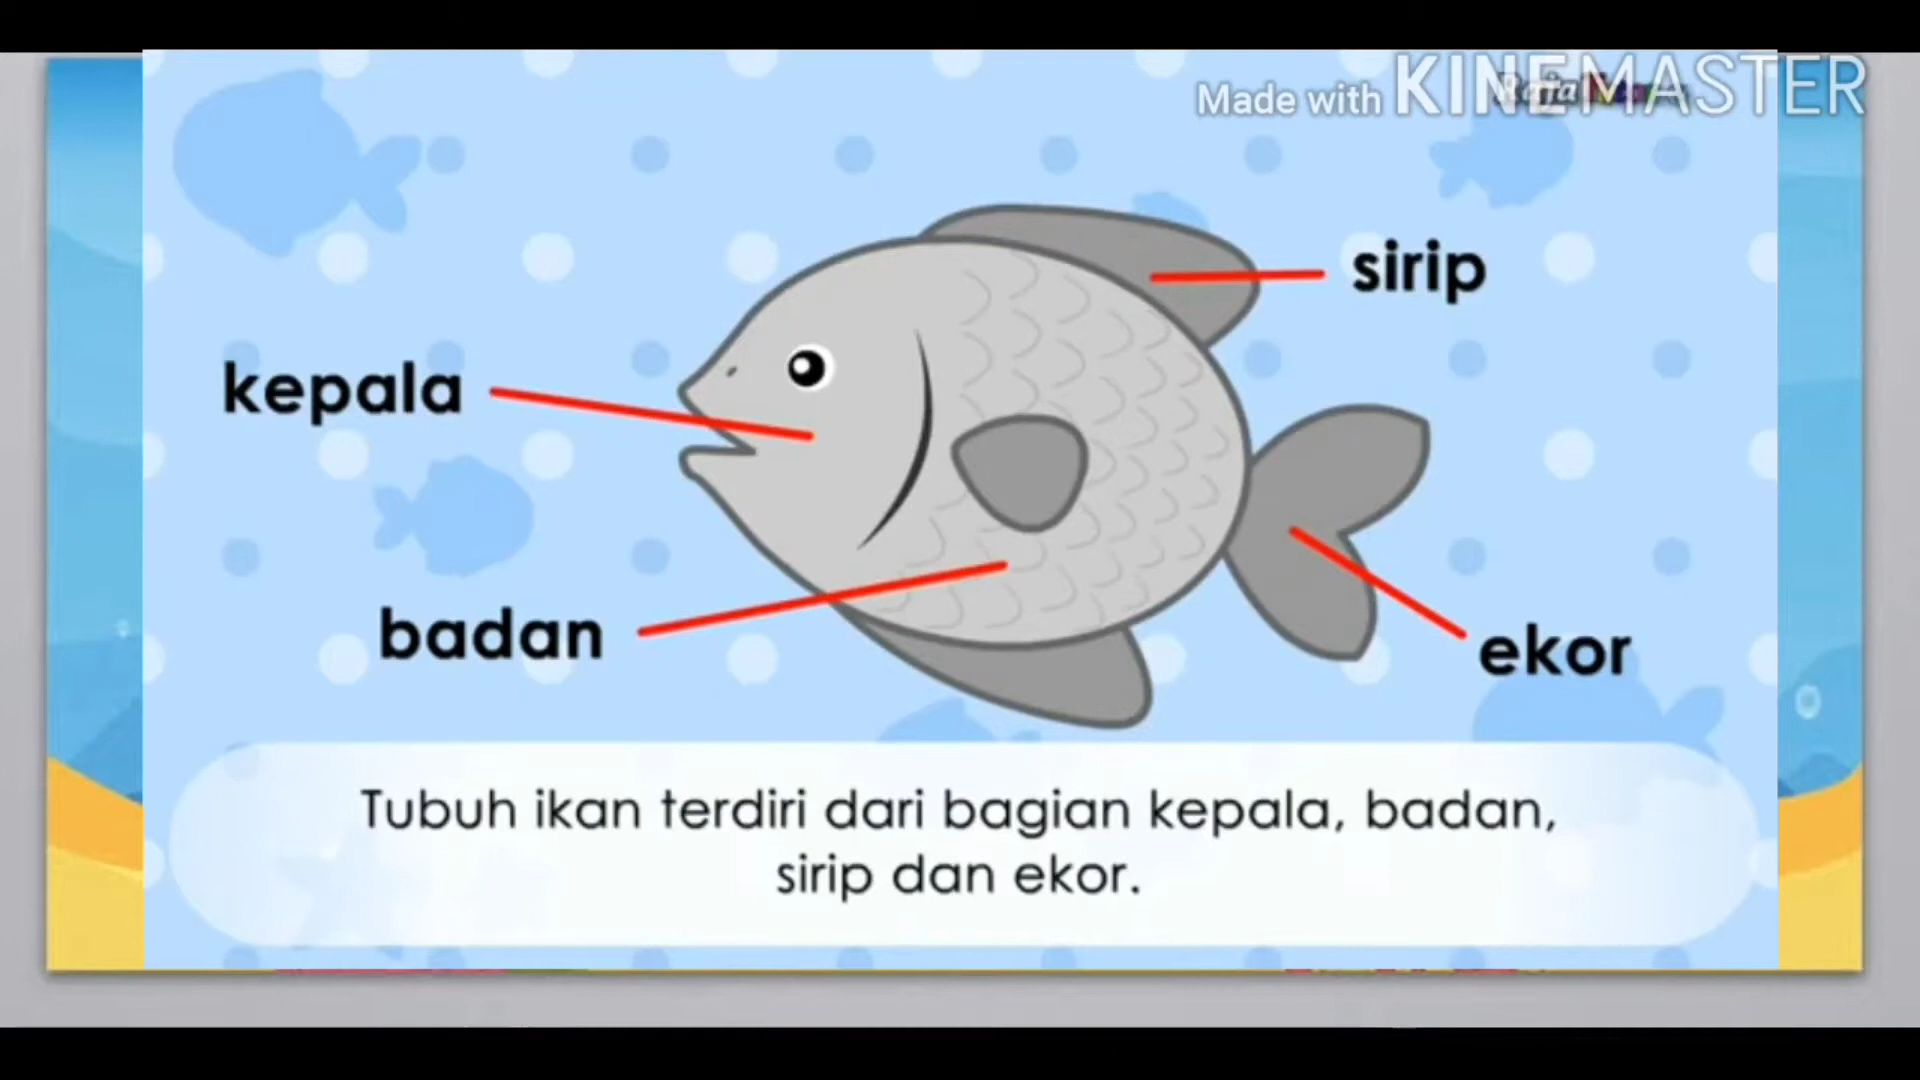 Made with KINEMASTER
sirip
kepala
badan
ekor
Tubuh ikan terdiri dari bagian kepala, badan,
sirip dan ekor.